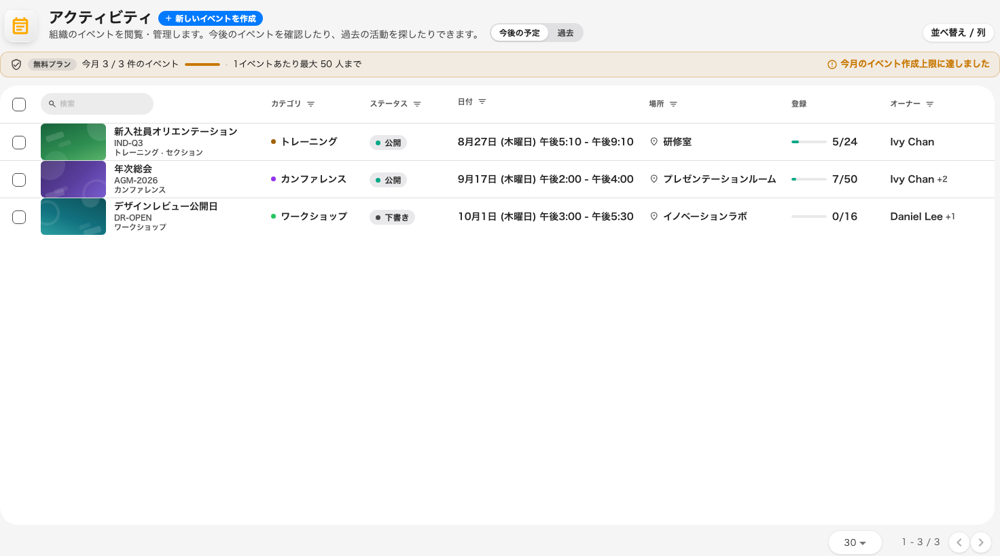 アクティビティ
+ 新しいイベントを作成
組織のイベントを閲覧・管理します。今後のイベントを確認したり、過去の活動を探したりできます。
今後の予定 過去
並べ替え / 列
無料プラン 今月 3 / 3 件のイベント · 1イベントあたり最大 50 人まで
今月のイベント作成上限に達しました
検索 カテゴリ ステータス 日付 場所 登録 オーナー
新入社員オリエンテーション
IND-Q3
トレーニング · セクション
トレーニング 公開 8月27日 (木曜日) 午後5:10 - 午後9:10 研修室 5/24 Ivy Chan
年次総会
AGM-2026
カンファレンス
カンファレンス 公開 9月17日 (木曜日) 午後2:00 - 午後4:00 プレゼンテーションルーム 7/50 Ivy Chan +2
デザインレビュー公開日
DR-OPEN
ワークショップ
ワークショップ 下書き 10月1日 (木曜日) 午後3:00 - 午後5:30 イノベーションラボ 0/16 Daniel Lee +1
30 1 - 3 / 3